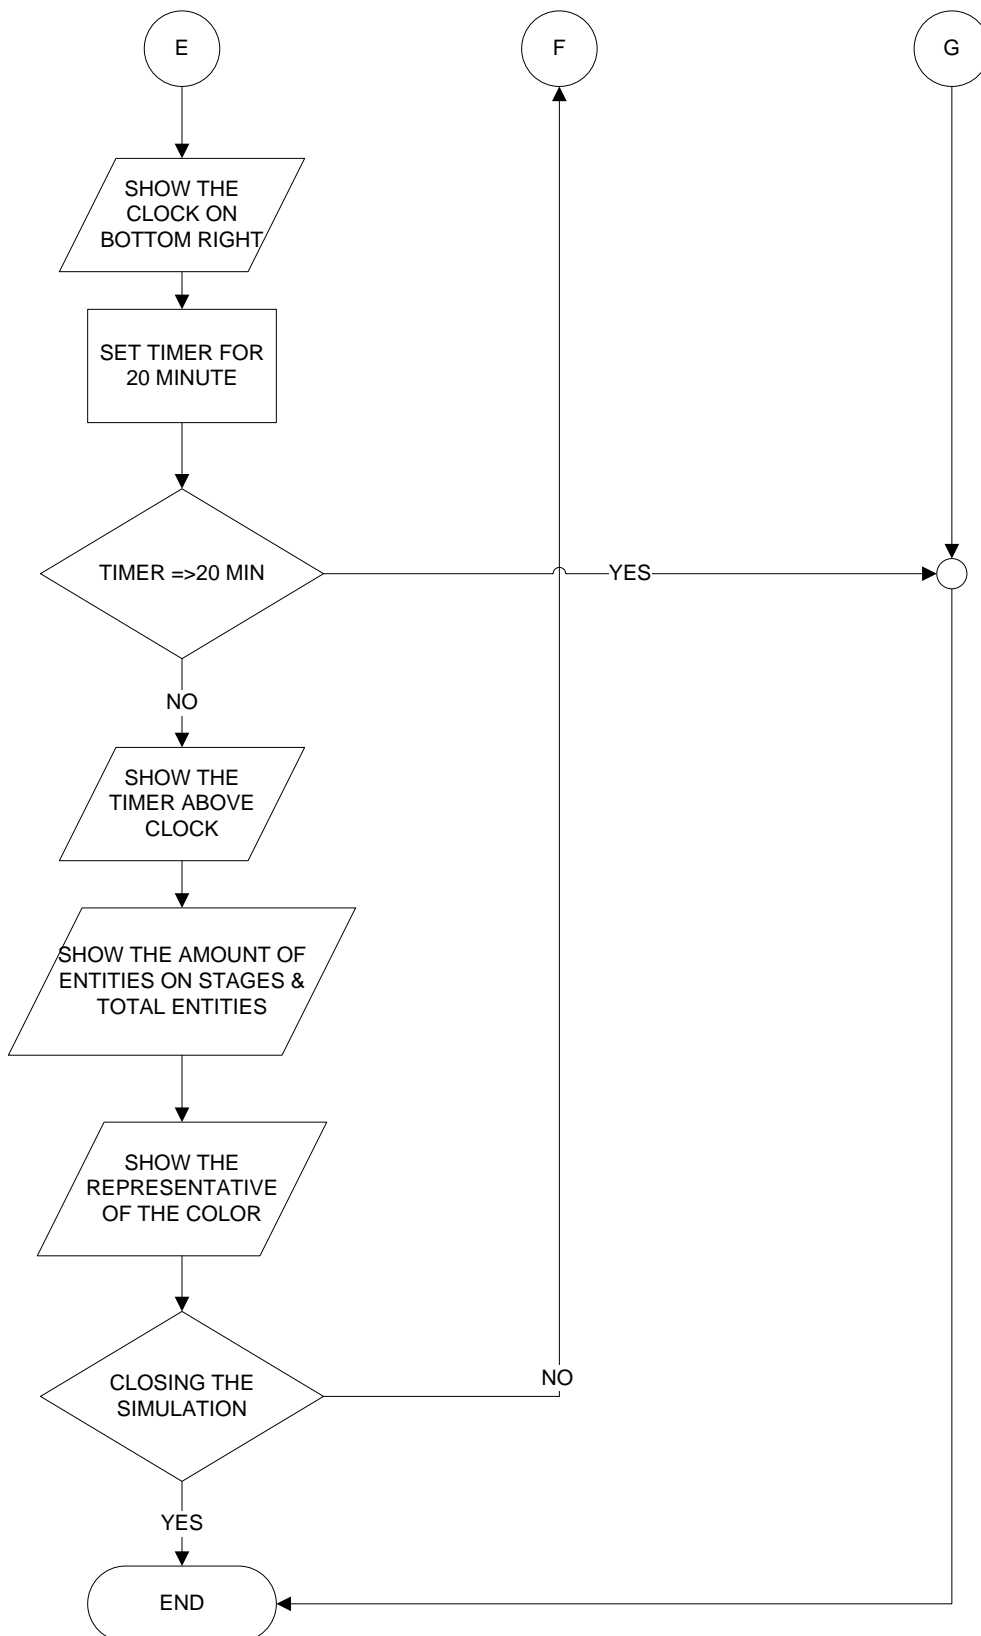 E
F
G
SHOW THE
CLOCK ON
BOTTOM RIGHT
SET TIMER FOR
20 MINUTE
TIMER =>20 MIN
YES
NO
SHOW THE
TIMER ABOVE
CLOCK
SHOW THE AMOUNT OF
ENTITIES ON STAGES &
TOTAL ENTITIES
SHOW THE
REPRESENTATIVE
OF THE COLOR
CLOSING THE
SIMULATION
NO
YES
END